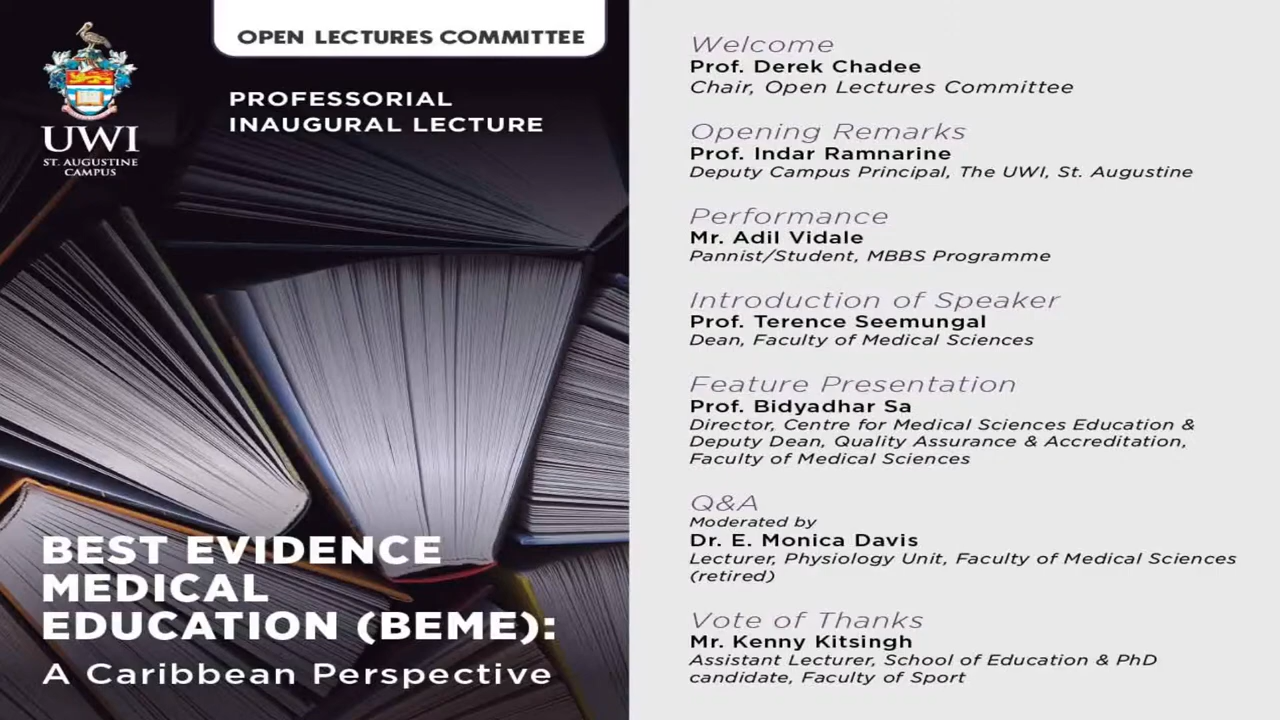 OPEN LECTURES COMMITTEE
PROFESSORIAL
INAUGURAL LECTURE
UWI
ST. AUGUSTINE
CAMPUS
BEST EVIDENCE
MEDICAL
EDUCATION (BEME):
A Caribbean Perspective
Welcome
Prof. Derek Chadee
Chair, Open Lectures Committee
Opening Remarks
Prof. Indar Ramnarine
Deputy Campus Principal, The UWI, St. Augustine
Performance
Mr. Adil Vidale
Pannist/Student, MBBS Programme
Introduction of Speaker
Prof. Terence Seemungal
Dean, Faculty of Medical Sciences
Feature Presentation
Prof. Bidyadhar Sa
Director, Centre for Medical Sciences Education &
Deputy Dean, Quality Assurance & Accreditation,
Faculty of Medical Sciences
Q&A
Moderated by
Dr. E. Monica Davis
Lecturer, Physiology Unit, Faculty of Medical Sciences
(retired)
Vote of Thanks
Mr. Kenny Kitsingh
Assistant Lecturer, School of Education & PhD
candidate, Faculty of Sport